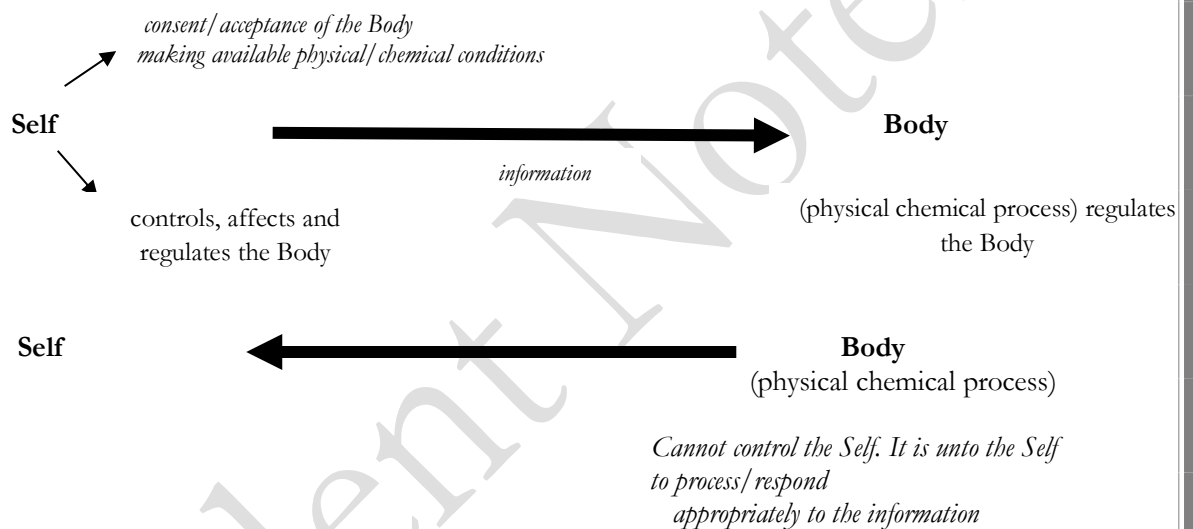 consent/acceptance of the Body
making available physical/chemical conditions
Self
Body
information
controls, affects and
regulates the Body
(physical chemical process) regulates
the Body
Self
Body
(physical chemical process)
Cannot control the Self. It is unto the Self
to process/respond
appropriately to the information